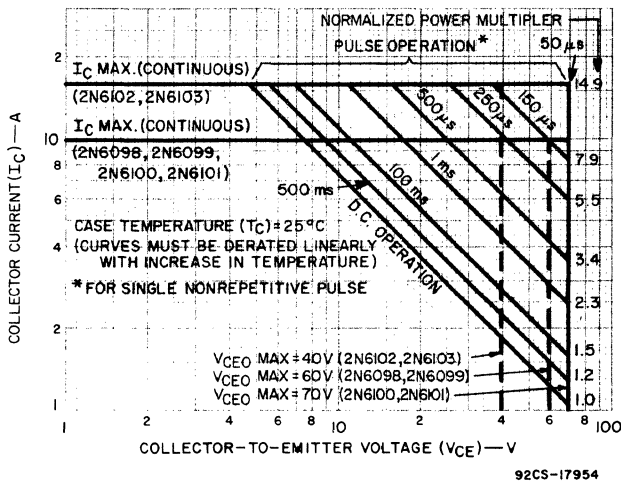 NORMALIZED POWER MULTIPLER
PULSE OPERATION*
50 μs
IC MAX. (CONTINUOUS)
(2N6102, 2N6103)
IC MAX. (CONTINUOUS)
(2N6098, 2N6099,
2N6100, 2N6101)
500 μs
250 μs
150 μs
1 ms
100 ms
500 ms
D.C. OPERATION
CASE TEMPERATURE (TC)=25°C
(CURVES MUST BE DERATED LINEARLY
WITH INCREASE IN TEMPERATURE)
*FOR SINGLE NONREPETITIVE PULSE
VCEO MAX=40V (2N6102, 2N6103)
VCEO MAX=60V (2N6098, 2N6099)
VCEO MAX=70V (2N6100, 2N6101)
14.9
7.9
5.5
3.4
2.3
1.5
1.2
1.0
COLLECTOR CURRENT (IC)—A
2
10
8
6
4
2
1
1 2 4 6 8 10 2 4 6 8 100
COLLECTOR-TO-EMITTER VOLTAGE (VCE)—V
92CS-17954